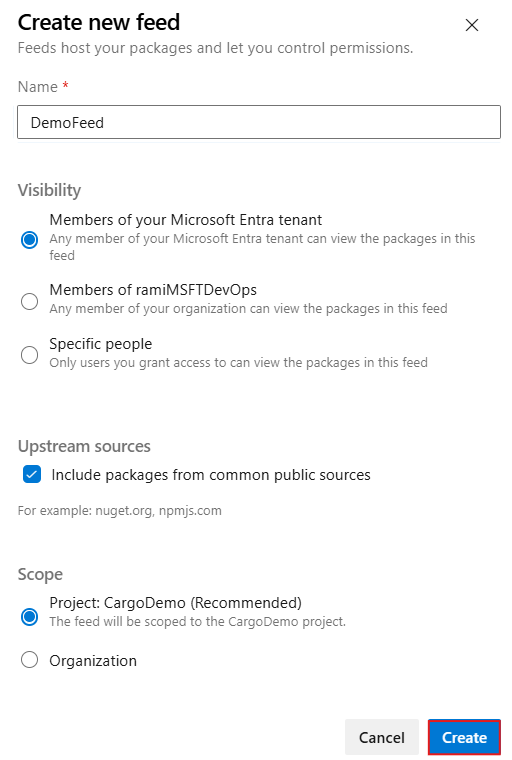 Create new feed
Feeds host your packages and let you control permissions.
Name *
DemoFeed
Visibility
Members of your Microsoft Entra tenant
Any member of your Microsoft Entra tenant can view the packages in this
feed
Members of ramiMSFTDevOps
Any member of your organization can view the packages in this feed
Specific people
Only users you grant access to can view the packages in this feed
Upstream sources
Include packages from common public sources
For example: nuget.org, npmjs.com
Scope
Project: CargoDemo (Recommended)
The feed will be scoped to the CargoDemo project.
Organization
Cancel
Create